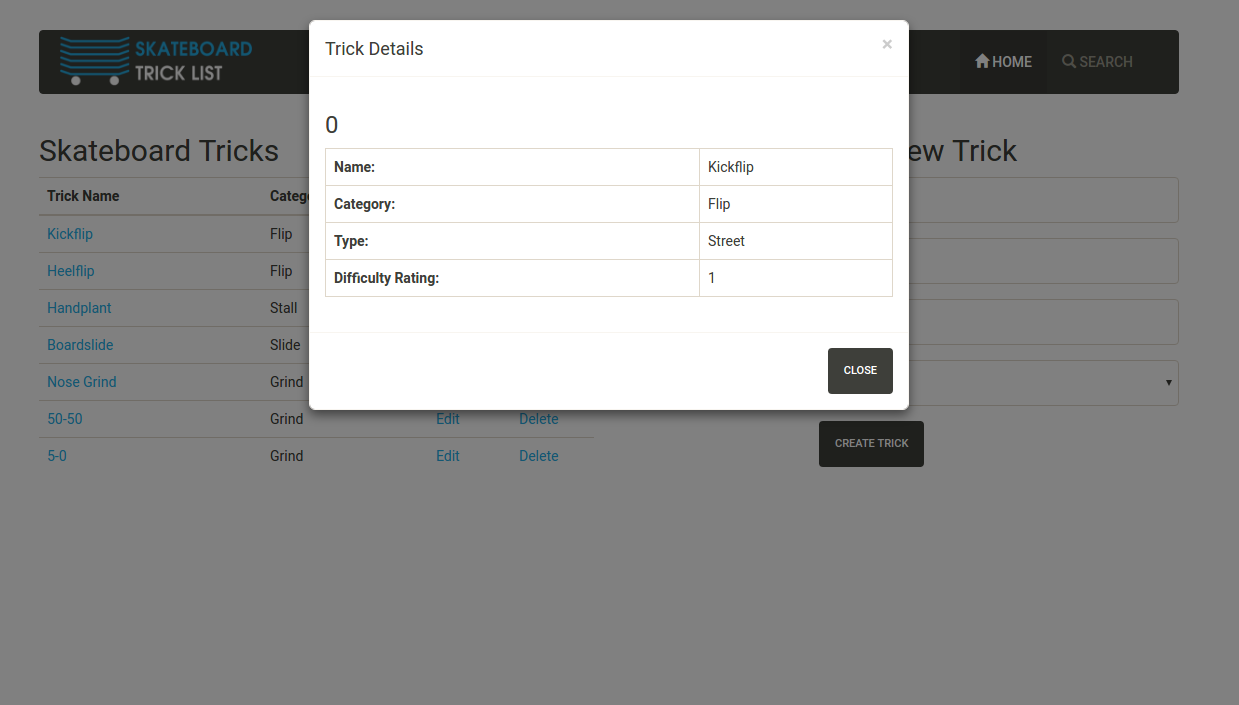 SKATEBOARD
TRICK LIST
HOME
SEARCH
Trick Details
×
0
Name: Kickflip
Category: Flip
Type: Street
Difficulty Rating: 1
CLOSE
Skateboard Tricks
Trick Name Categ
Kickflip Flip
Heelflip Flip
Handplant Stall
Boardslide Slide
Nose Grind Grind
50-50 Grind Edit Delete
5-0 Grind Edit Delete
ew Trick
CREATE TRICK